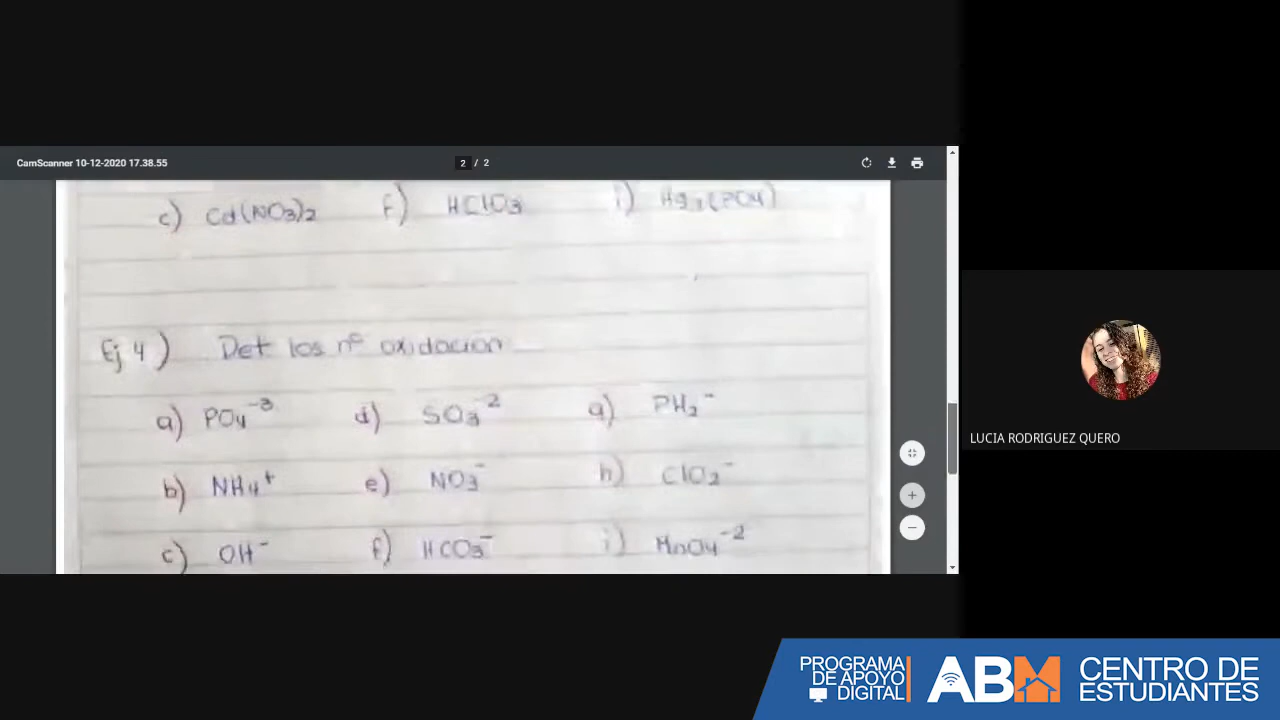 CamScanner 10-12-2020 17.38.55
2 / 2
c) Cd(NO3)2 f) HClO3 i) (PO4)
Ej 4) Det los nº oxidación
a) PO4⁻³ d) SO3⁻² g) PH2⁻
b) NH4⁺ e) NO3⁻ h) ClO2⁻
c) OH⁻ f) HCO3⁻ i) MnO4⁻²
LUCIA RODRIGUEZ QUERO
PROGRAMA
DE APOYO
DIGITAL
ABM
CENTRO DE
ESTUDIANTES